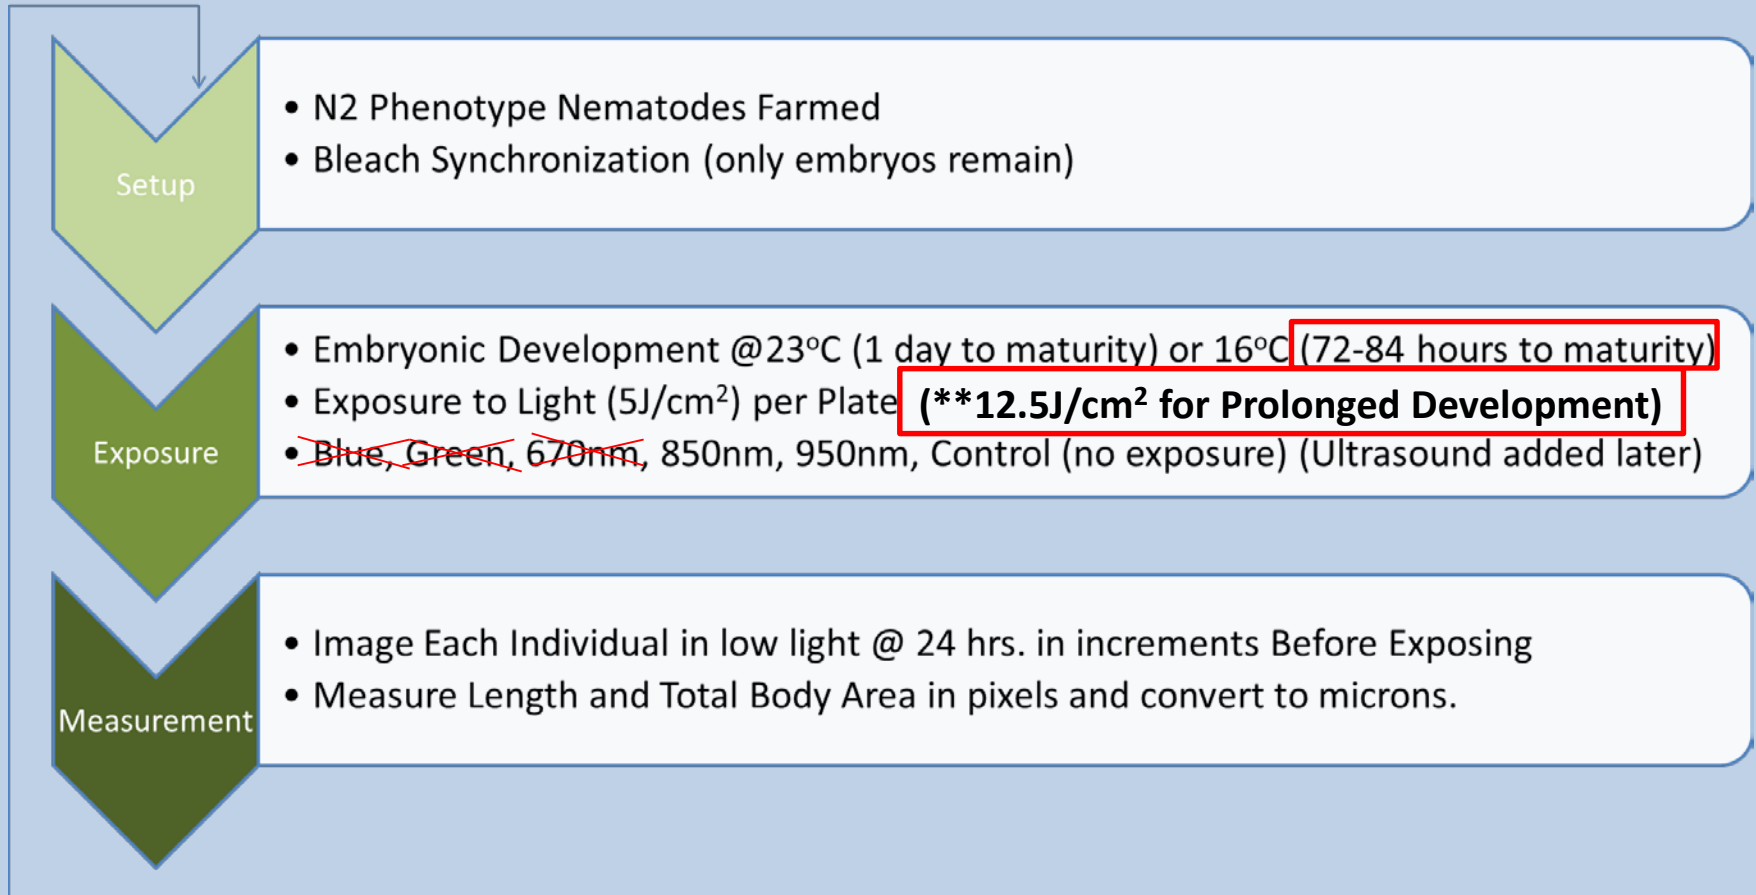 Setup
• N2 Phenotype Nematodes Farmed
• Bleach Synchronization (only embryos remain)
Exposure
• Embryonic Development @23ᵒC (1 day to maturity) or 16ᵒC (72-84 hours to maturity)
• Exposure to Light (5J/cm²) per Plate (**12.5J/cm² for Prolonged Development)
• Blue, Green, 670nm, 850nm, 950nm, Control (no exposure) (Ultrasound added later)
Measurement
• Image Each Individual in low light @ 24 hrs. in increments Before Exposing
• Measure Length and Total Body Area in pixels and convert to microns.